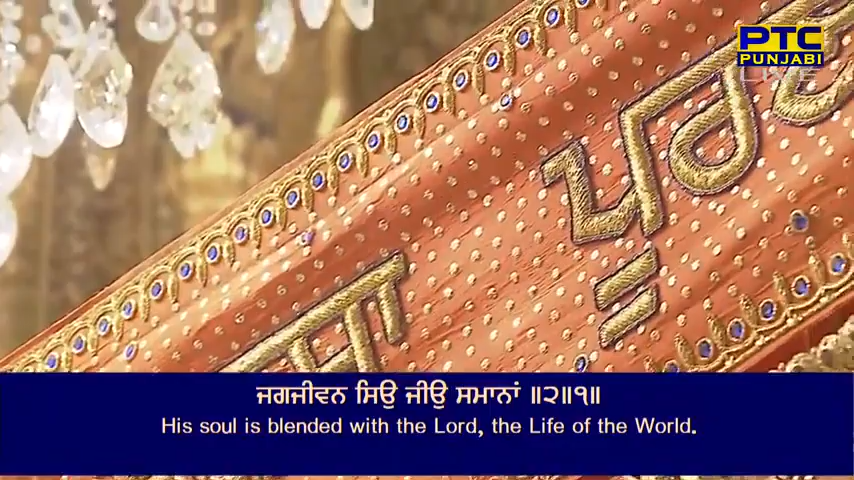 PTC
PUNJABI
LIVE
ਪੂਰ
ਜਗਜੀਵਨ ਸਿਉ ਜੀਉ ਸਮਾਨਾਂ ॥੨॥੧॥
His soul is blended with the Lord, the Life of the World.